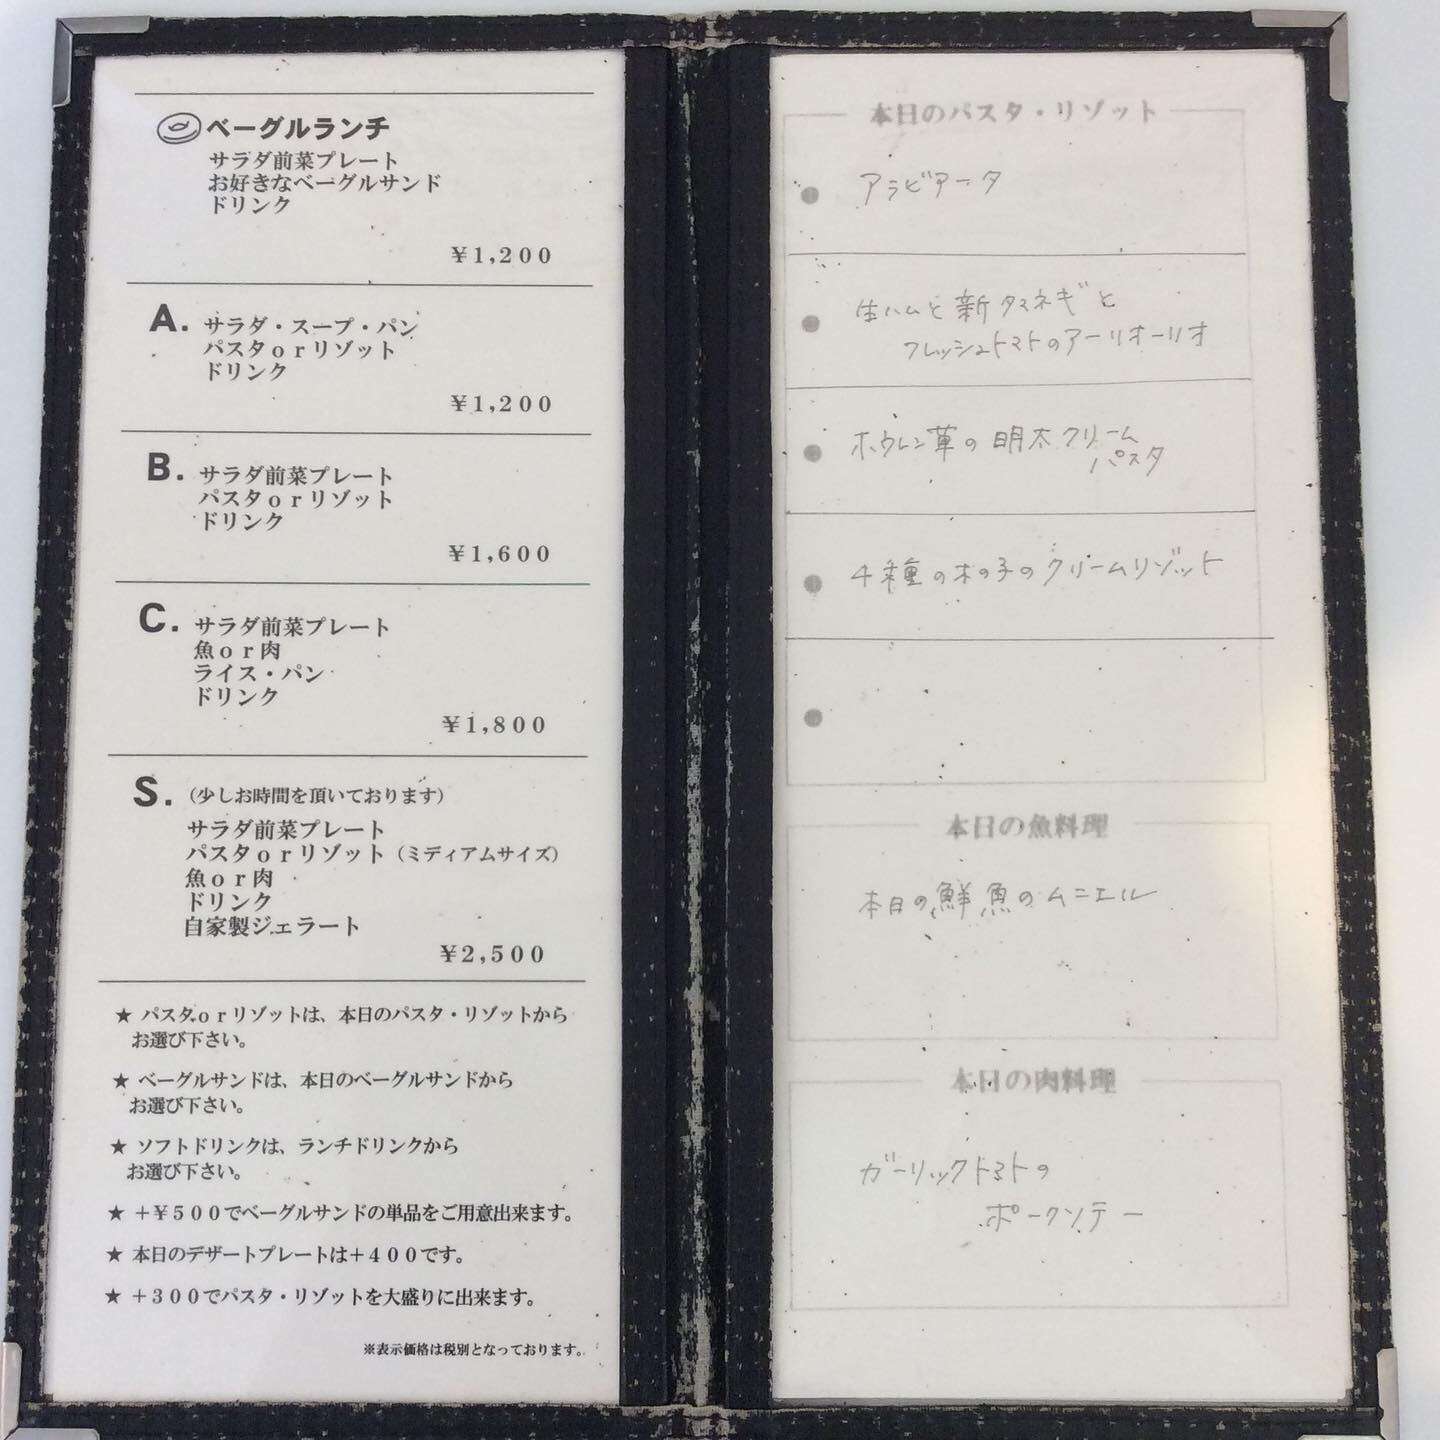 ベーグルランチ
サラダ前菜プレート
お好きなベーグルサンド
ドリンク
¥1,200
A. サラダ・スープ・パン
パスタorリゾット
ドリンク
¥1,200
B. サラダ前菜プレート
パスタorリゾット
ドリンク
¥1,600
C. サラダ前菜プレート
魚or肉
ライス・パン
ドリンク
¥1,800
S. (少しお時間を頂いております)
サラダ前菜プレート
パスタorリゾット(ミディアムサイズ)
魚or肉
ドリンク
自家製ジェラート
¥2,500
★ パスタorリゾットは、本日のパスタ・リゾットから
お選び下さい。
★ ベーグルサンドは、本日のベーグルサンドから
お選び下さい。
★ ソフトドリンクは、ランチドリンクから
お選び下さい。
★ +¥500でベーグルサンドの単品をご用意出来ます。
★ 本日のデザートプレートは+400です。
★ +300でパスタ・リゾットを大盛りに出来ます。
※表示価格は税別となっております。
本日のパスタ・リゾット
● アラビアータ
● 生ハムと新タマネギと
フレッシュトマトのアーリオーリオ
● ホウレン草の明太クリーム
パスタ
● 4種の木の子のクリームリゾット
●
本日の魚料理
本日の鮮魚のムニエル
本日の肉料理
ガーリックトマトの
ポークソテー